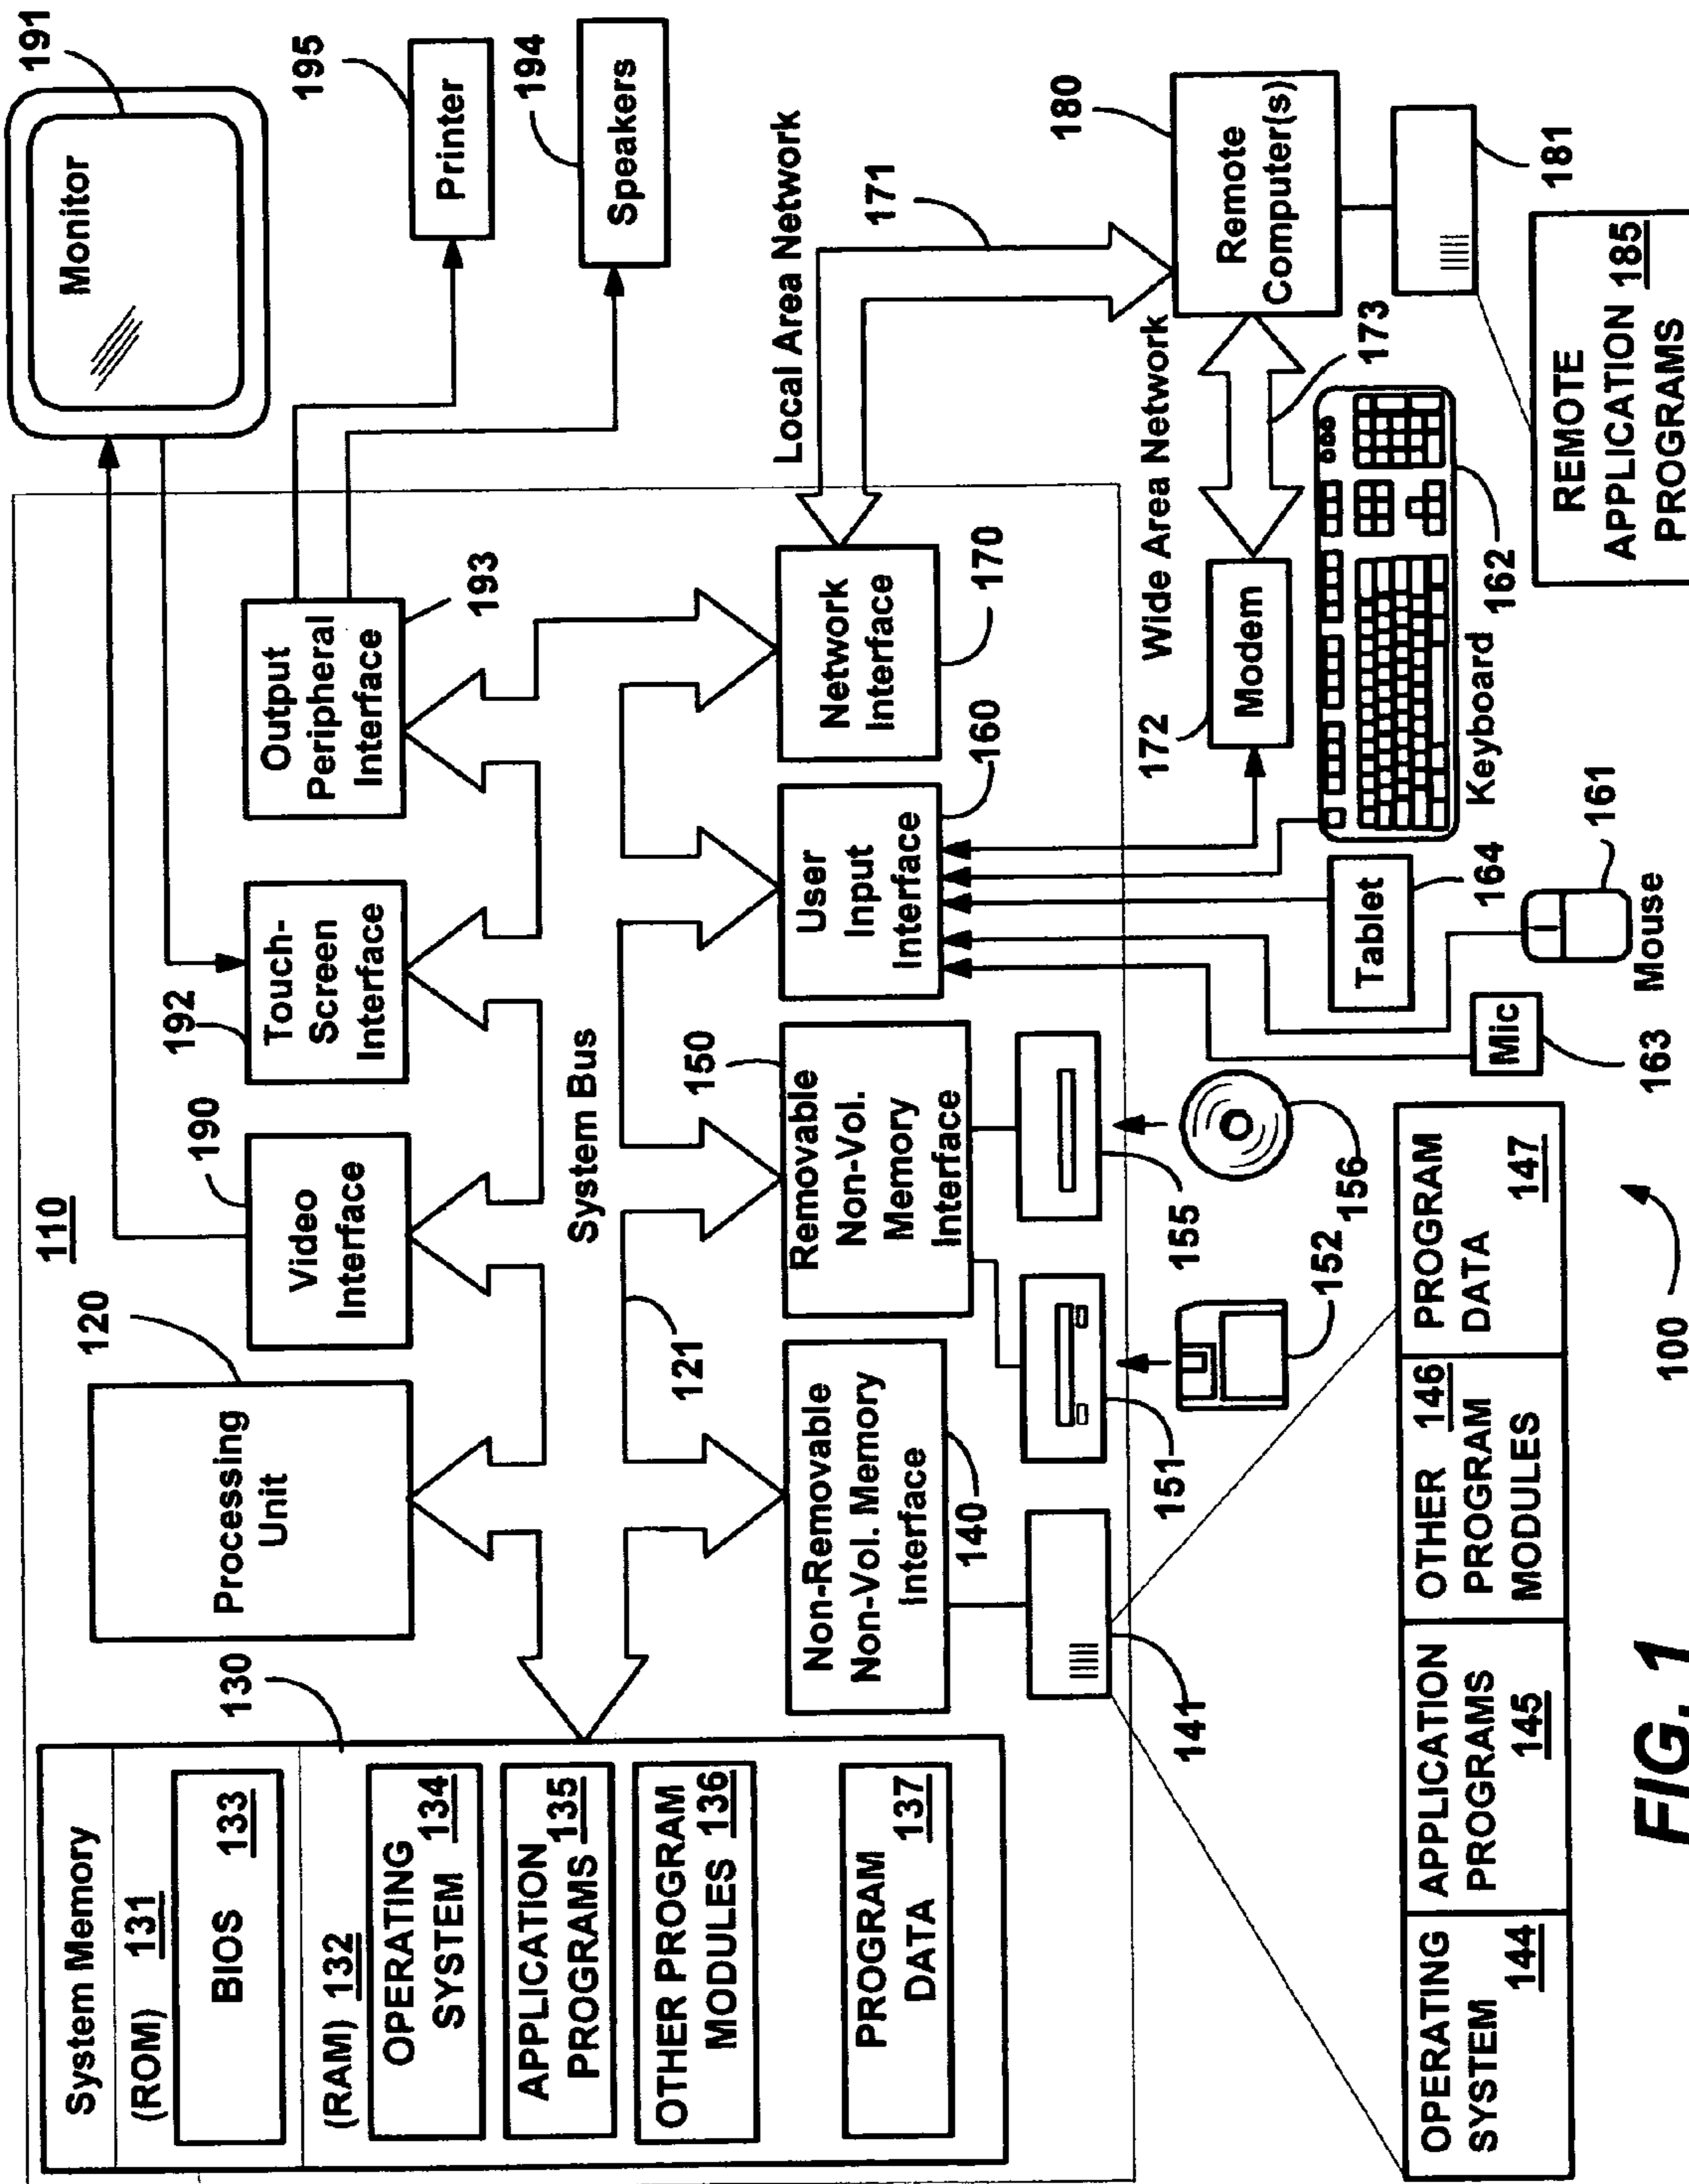 System Memory
(ROM) 131
BIOS 133
(RAM) 132
OPERATING
SYSTEM 134
APPLICATION
PROGRAMS 135
OTHER PROGRAM
MODULES 136
PROGRAM
DATA 137
130
Processing
Unit
120
110
Video
Interface
190
Touch-
Screen
Interface
192
Output
Peripheral
Interface
193
Monitor
191
Printer
195
Speakers
194
System Bus
121
Non-Removable
Non-Vol. Memory
Interface
140
Removable
Non-Vol.
Memory
Interface
150
User
Input
Interface
160
Network
Interface
170
Local Area Network
171
141
151
152
155
156
Modem
172
Wide Area Network
173
Remote
Computer(s)
180
181
Keyboard
162
Tablet
164
Mouse
161
Mic
163
OPERATING
SYSTEM
144
APPLICATION
PROGRAMS
145
OTHER 146
PROGRAM
MODULES
PROGRAM
DATA
147
REMOTE
APPLICATION 185
PROGRAMS
100
FIG. 1